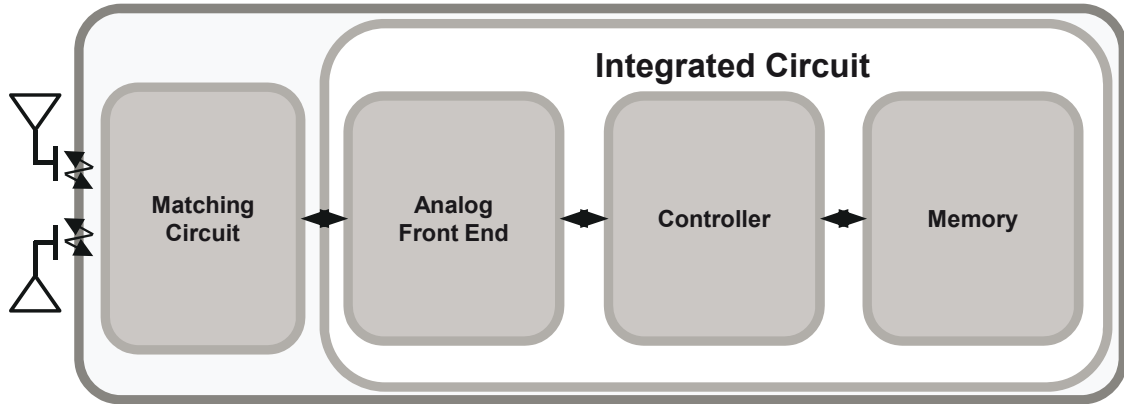 Integrated Circuit
Matching
Circuit
Analog
Front End
Controller
Memory